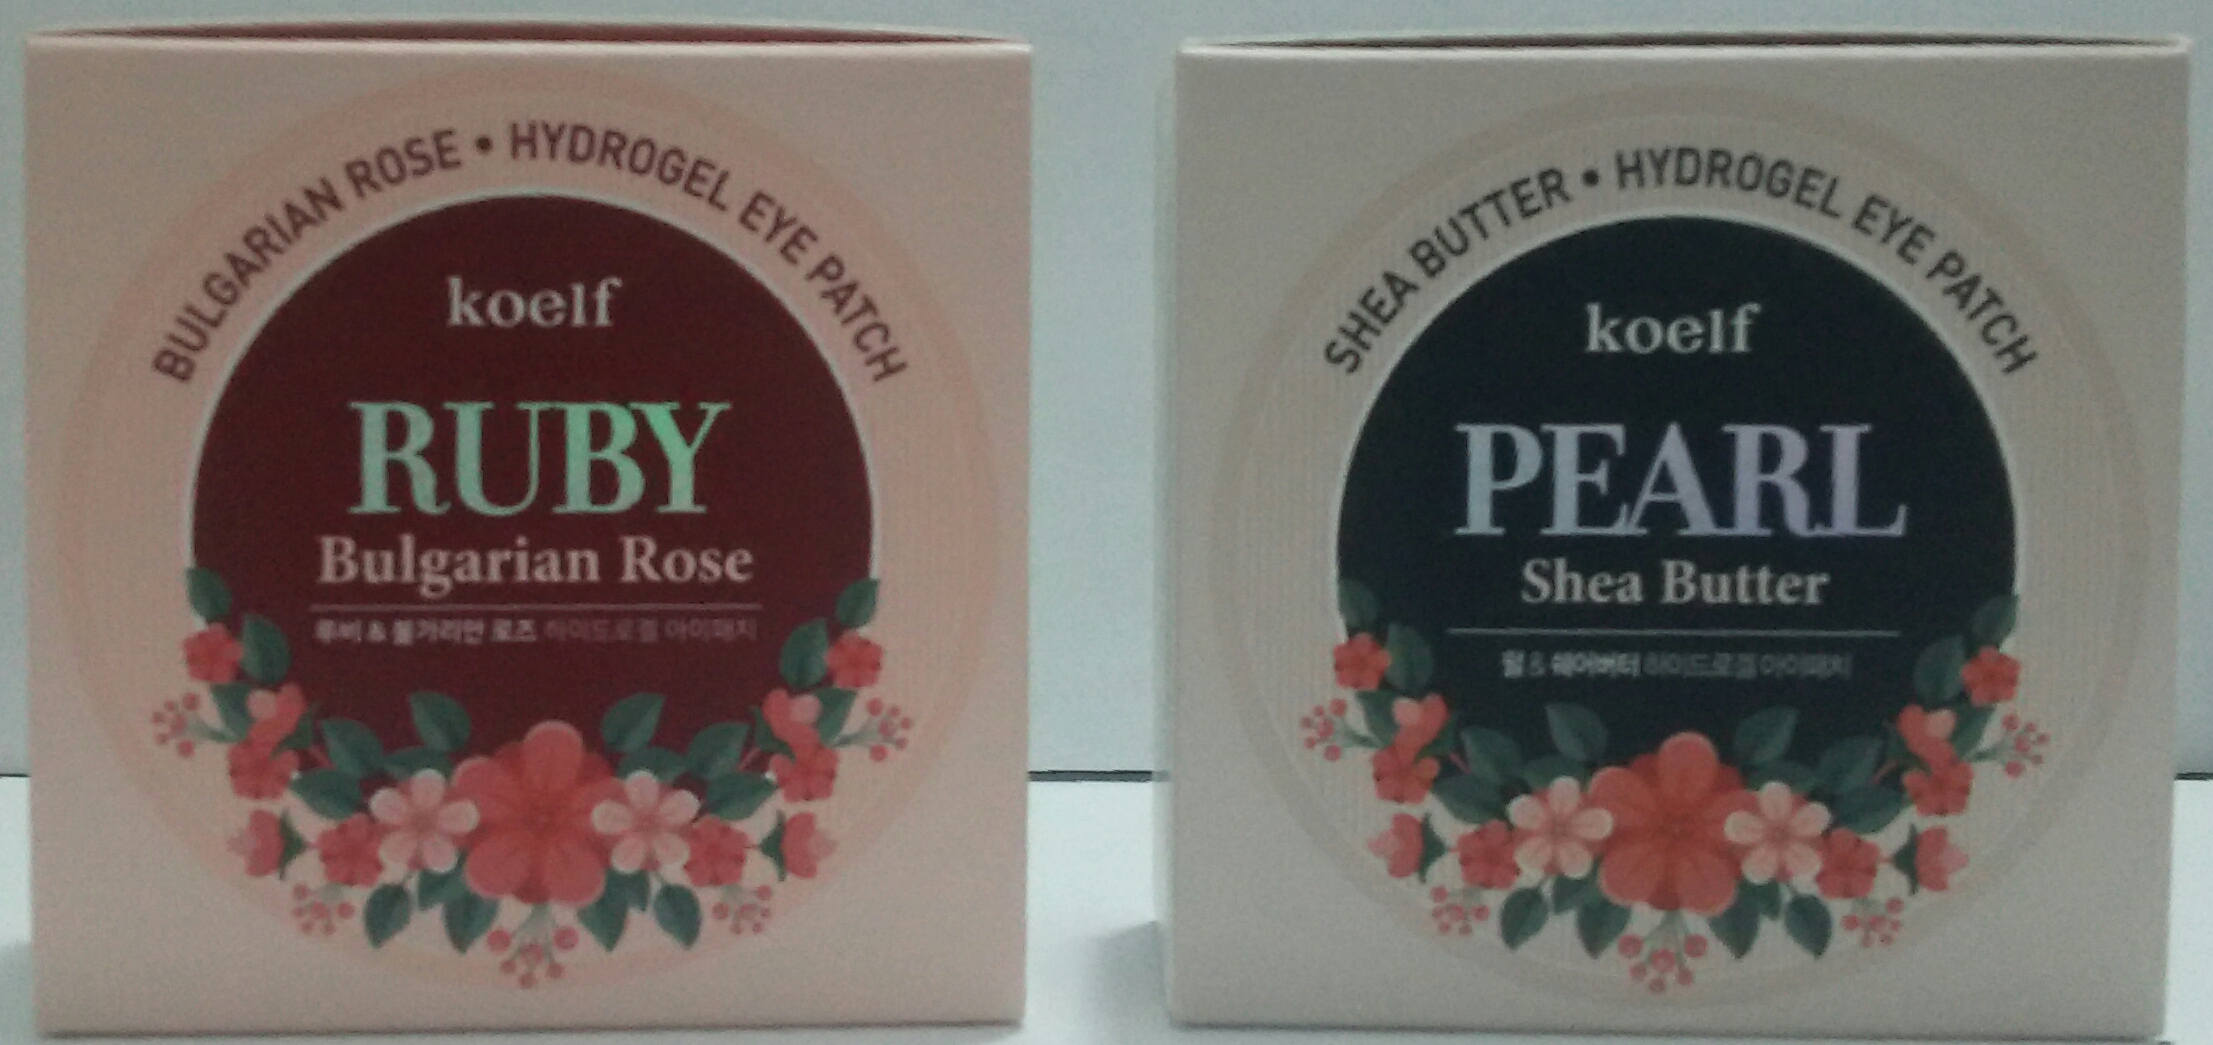 BULGARIAN ROSE • HYDROGEL EYE PATCH
koelf
RUBY
Bulgarian Rose
루비 & 불가리안 로즈 하이드로겔 아이패치
SHEA BUTTER • HYDROGEL EYE PATCH
koelf
PEARL
Shea Butter
펄 & 쉐어버터 하이드로겔 아이패치